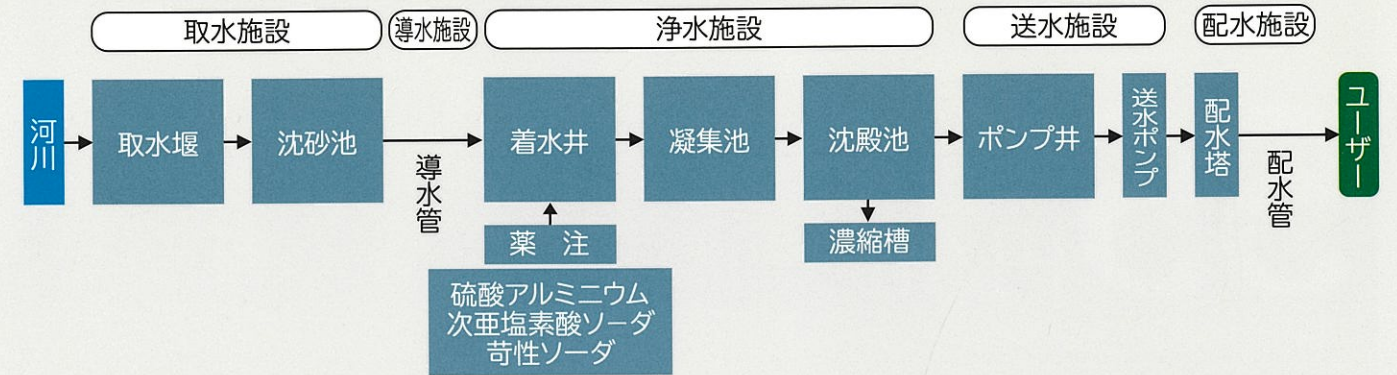 取水施設
導水施設
浄水施設
送水施設
配水施設
河川
取水堰
沈砂池
導水管
着水井
凝集池
沈殿池
ポンプ井
送水ポンプ
配水塔
配水管
ユーザー
薬　注
濃縮槽
硫酸アルミニウム
次亜塩素酸ソーダ
苛性ソーダ